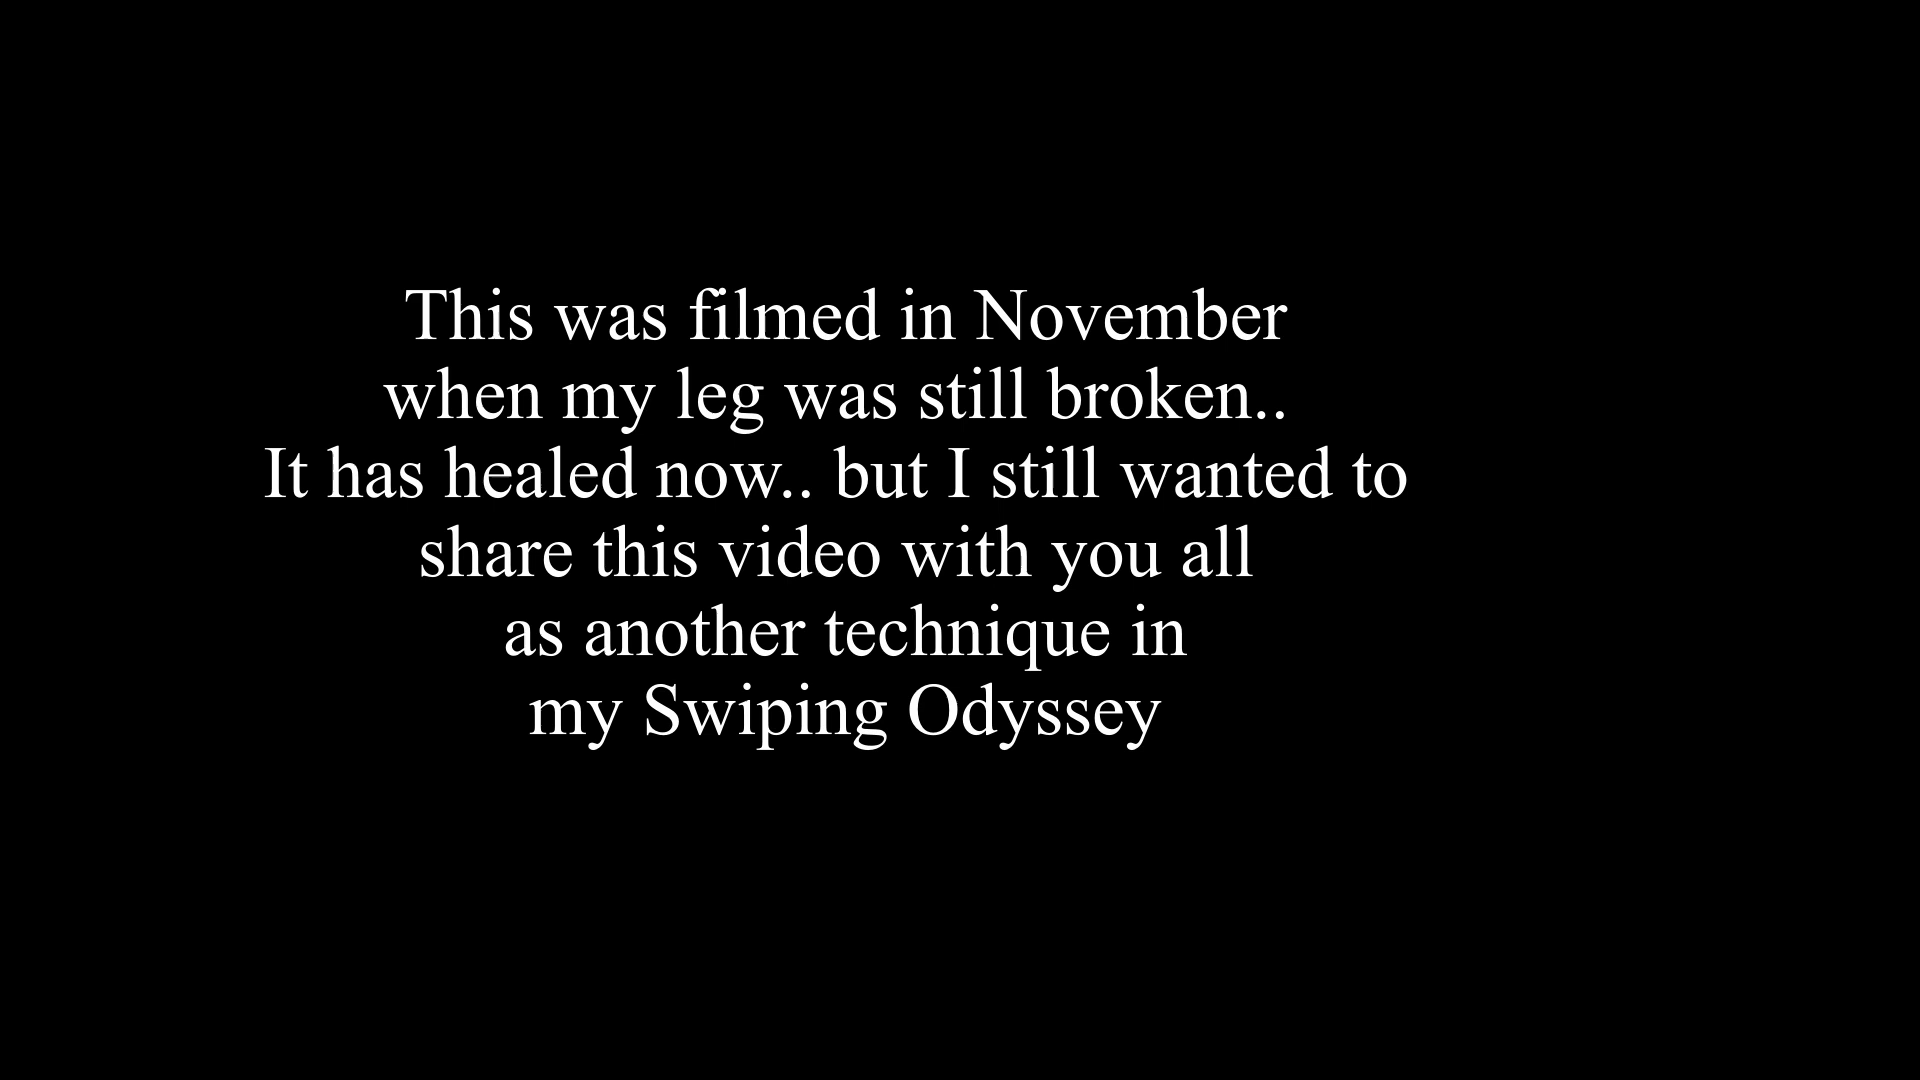 This was filmed in November
when my leg was still broken..
It has healed now.. but I still wanted to
share this video with you all
as another technique in
my Swiping Odyssey